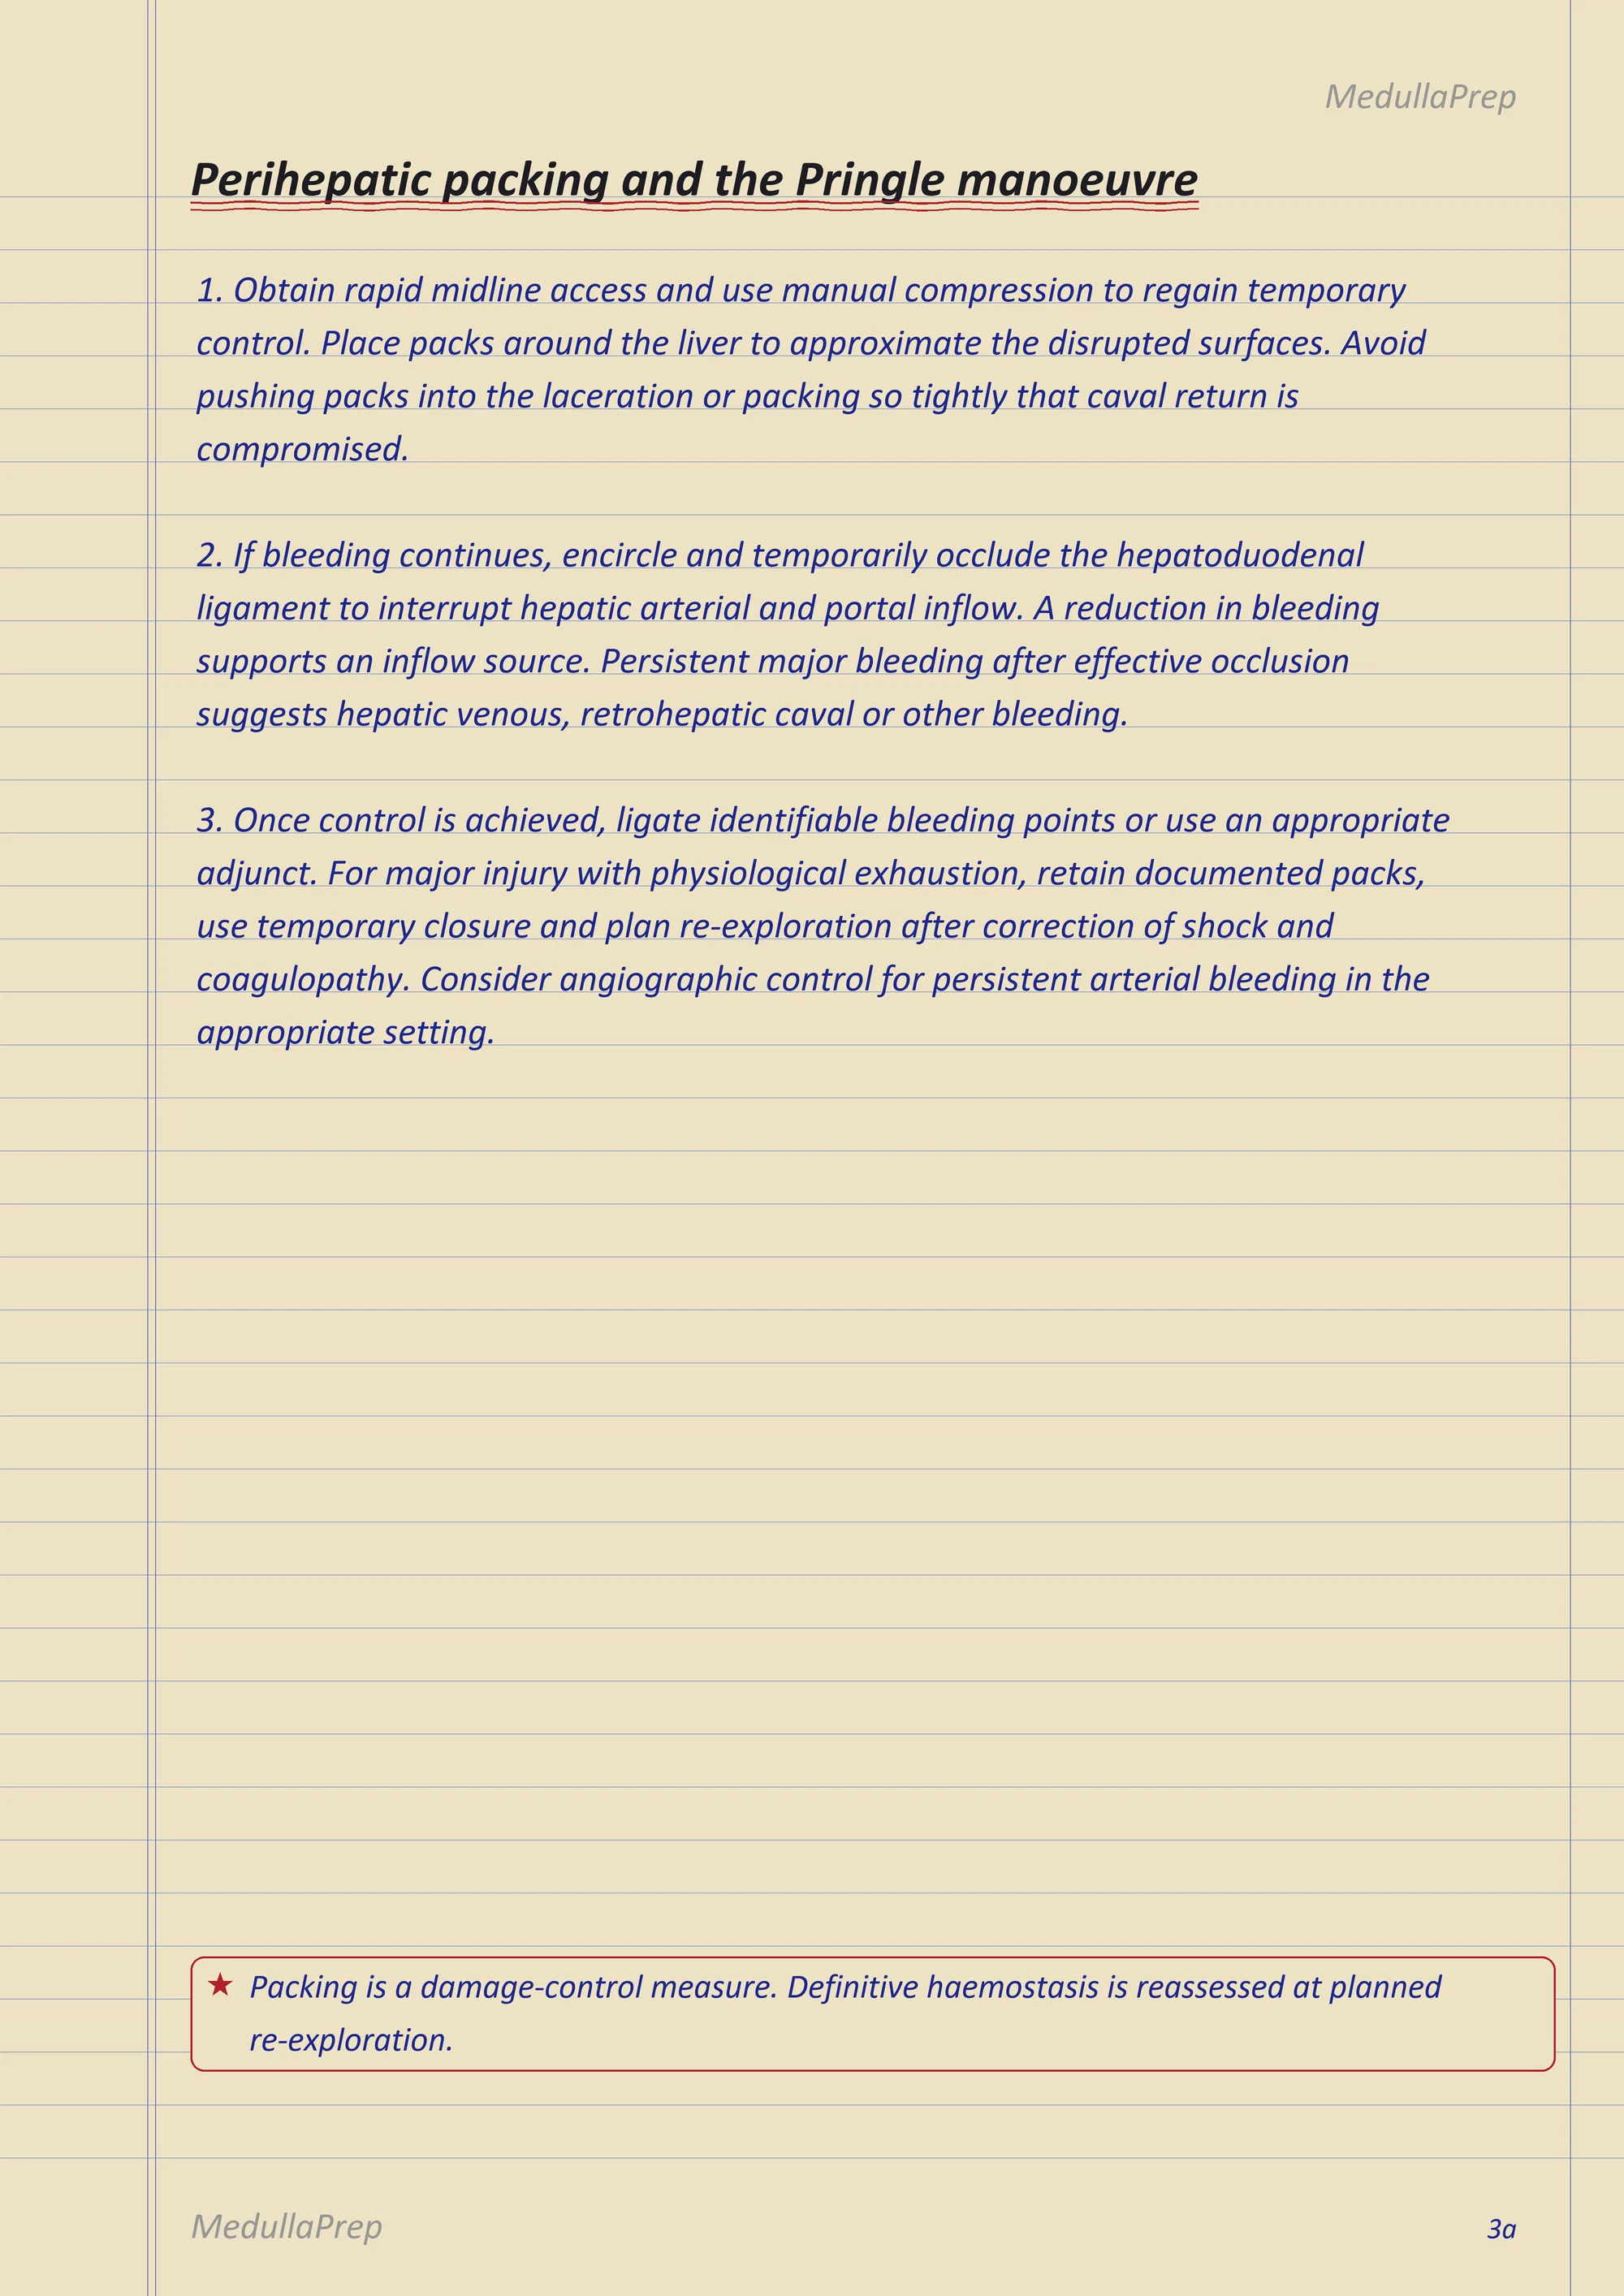 MedullaPrep
Perihepatic packing and the Pringle manoeuvre
1. Obtain rapid midline access and use manual compression to regain temporary
control. Place packs around the liver to approximate the disrupted surfaces. Avoid
pushing packs into the laceration or packing so tightly that caval return is
compromised.
2. If bleeding continues, encircle and temporarily occlude the hepatoduodenal
ligament to interrupt hepatic arterial and portal inflow. A reduction in bleeding
supports an inflow source. Persistent major bleeding after effective occlusion
suggests hepatic venous, retrohepatic caval or other bleeding.
3. Once control is achieved, ligate identifiable bleeding points or use an appropriate
adjunct. For major injury with physiological exhaustion, retain documented packs,
use temporary closure and plan re-exploration after correction of shock and
coagulopathy. Consider angiographic control for persistent arterial bleeding in the
appropriate setting.
★ Packing is a damage-control measure. Definitive haemostasis is reassessed at planned
re-exploration.
MedullaPrep
3a